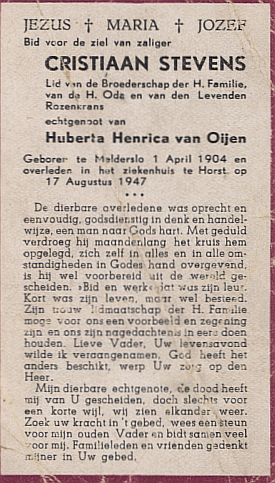 JEZUS † MARIA † JOZEF
Bid voor de ziel van zaliger
CRISTIAAN STEVENS
Lid van de Broederschap der H. Familie,
van de H. Oda en van den Levenden
Rozenkrans
echtgenoot van
Huberta Henrica van Oijen
Geboren te Melderslo 1 April 1904 en
overleden in het ziekenhuis te Horst op
17 Augustus 1947
•••
De dierbare overledene was oprecht en
eenvoudig, godsdienstig in denk en handel-
wijze, een man naar Gods hart. Met geduld
verdroeg hij maandenlang het kruis hem
opgelegd, zich zelf in alles en in alle om-
standigheden in Gods hand overgevend,
is hij wel voorbereid uit de wereld ge-
scheiden. »Bid en werk« dat was zijn leur.
Kort was zijn leven, maar wel besteed.
Zijn trouw lidmaatschap der H. Familie
moge voor ons een voorbeeld en zegening
zijn en ons zijn nagedachtenis in eere doen
houden. Lieve Vader, Uw levensavond
wilde ik veraangenamen, God heeft het
anders beschikt, werp Uw zorg op den
Heer.
Mijn dierbare echtgenote, de dood heeft
mij van U gescheiden, doch slechts voor
een korte wijl, wij zien elkander weer.
Zoek uw kracht in 't gebed, wees een steun
voor mijn ouden Vader en bidt samen veel
voor mij. Familieleden en vrienden gedenkt
mijner in Uw gebed.